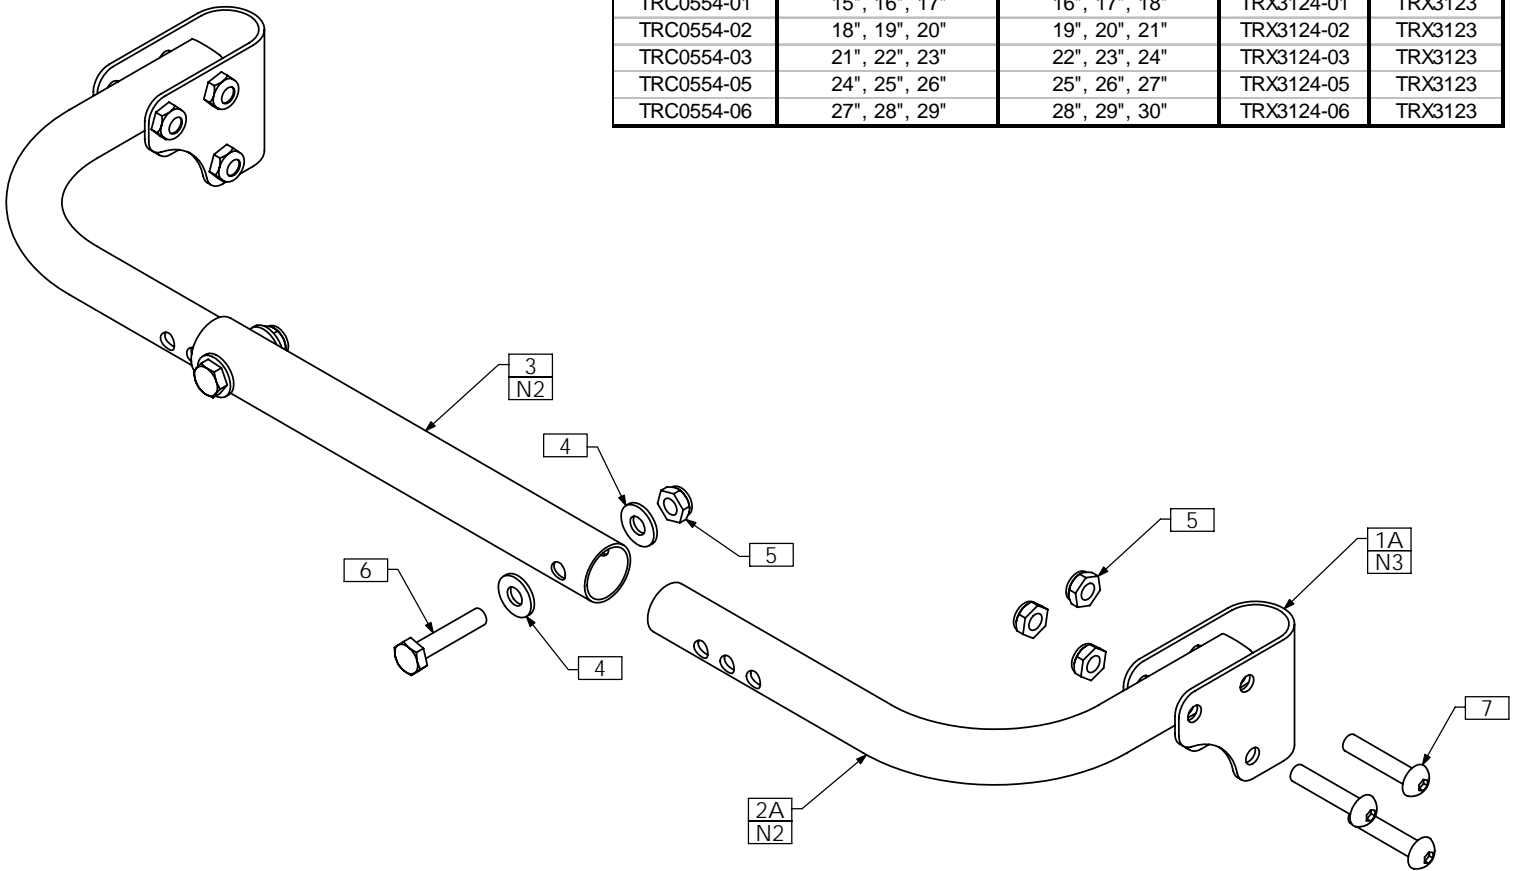 TRC0554-01 15", 16", 17" 16", 17", 18" TRX3124-01 TRX3123
TRC0554-02 18", 19", 20" 19", 20", 21" TRX3124-02 TRX3123
TRC0554-03 21", 22", 23" 22", 23", 24" TRX3124-03 TRX3123
TRC0554-05 24", 25", 26" 25", 26", 27" TRX3124-05 TRX3123
TRC0554-06 27", 28", 29" 28", 29", 30" TRX3124-06 TRX3123
3
N2
4
5
5
1A
N3
6
4
7
2A
N2